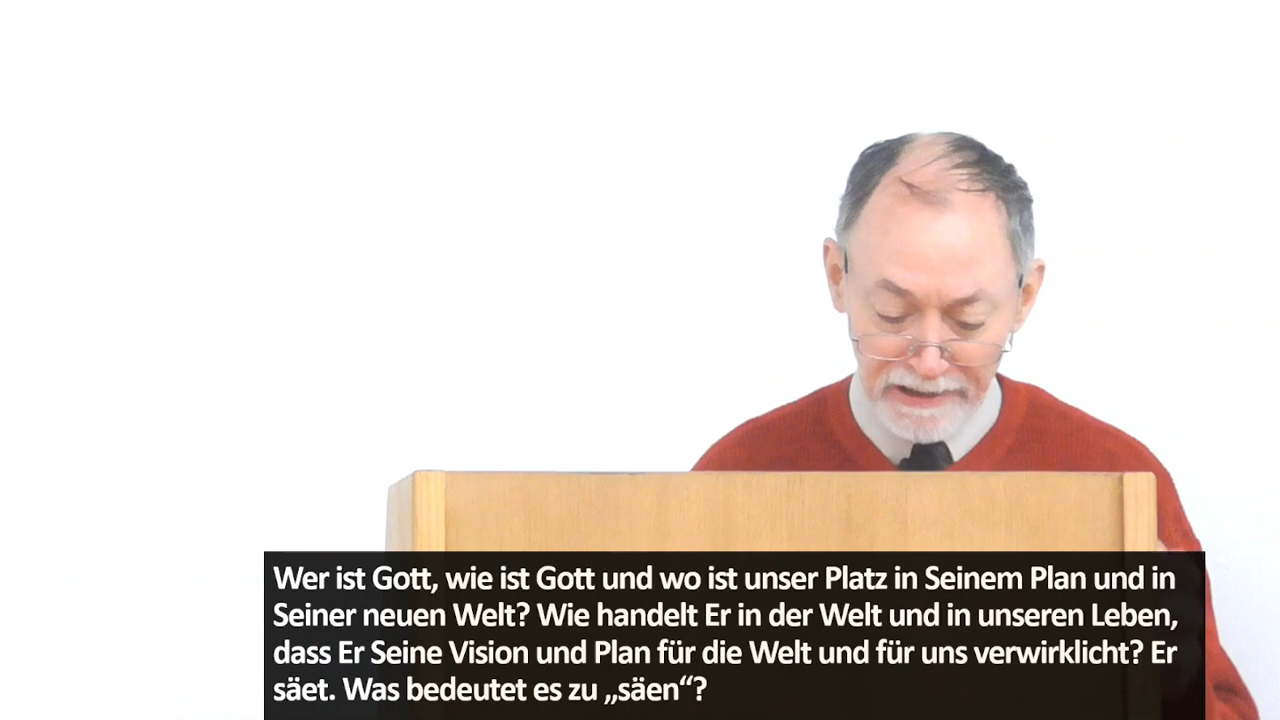 Wer ist Gott, wie ist Gott und wo ist unser Platz in Seinem Plan und in
Seiner neuen Welt? Wie handelt Er in der Welt und in unseren Leben,
dass Er Seine Vision und Plan für die Welt und für uns verwirklicht? Er
säet. Was bedeutet es zu „säen“?